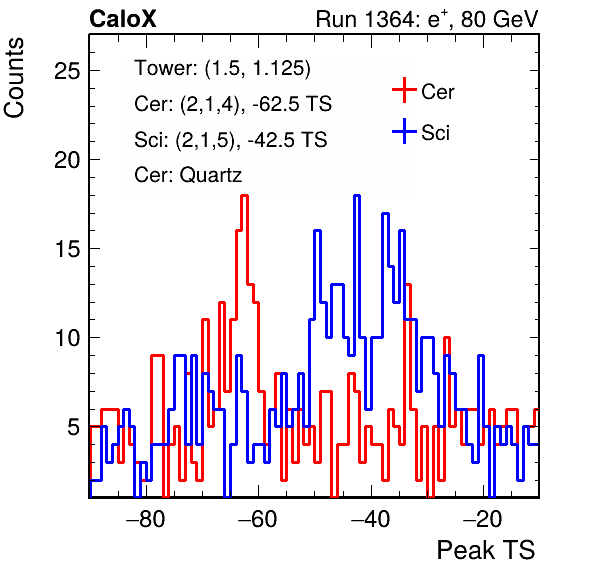 CaloX Run 1364: e⁺, 80 GeV
Counts
25
20
15
10
5
Tower: (1.5, 1.125)
Cer: (2,1,4), -62.5 TS
Sci: (2,1,5), -42.5 TS
Cer: Quartz
Cer
Sci
−80 −60 −40 −20
Peak TS